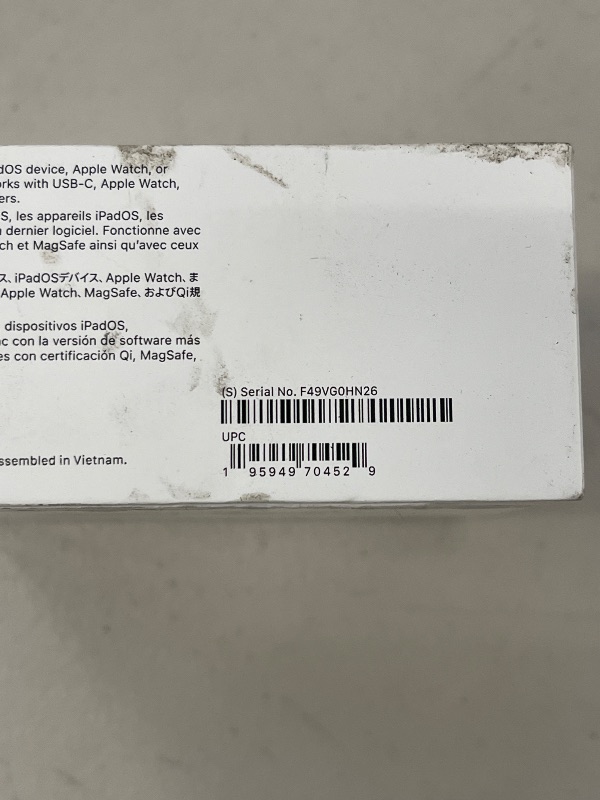 dOS device, Apple Watch, or
orks with USB-C, Apple Watch,
ers.
S, les appareils iPadOS, les
n dernier logiciel. Fonctionne avec
ch et MagSafe ainsi qu'avec ceux
ス、iPadOSデバイス、Apple Watch、ま
Apple Watch、MagSafe、およびQi規
dispositivos iPadOS,
ac con la versión de software más
es con certificación Qi, MagSafe,
(S) Serial No. F49VG0HN26
UPC
ssembled in Vietnam.
1 95949 70452 9